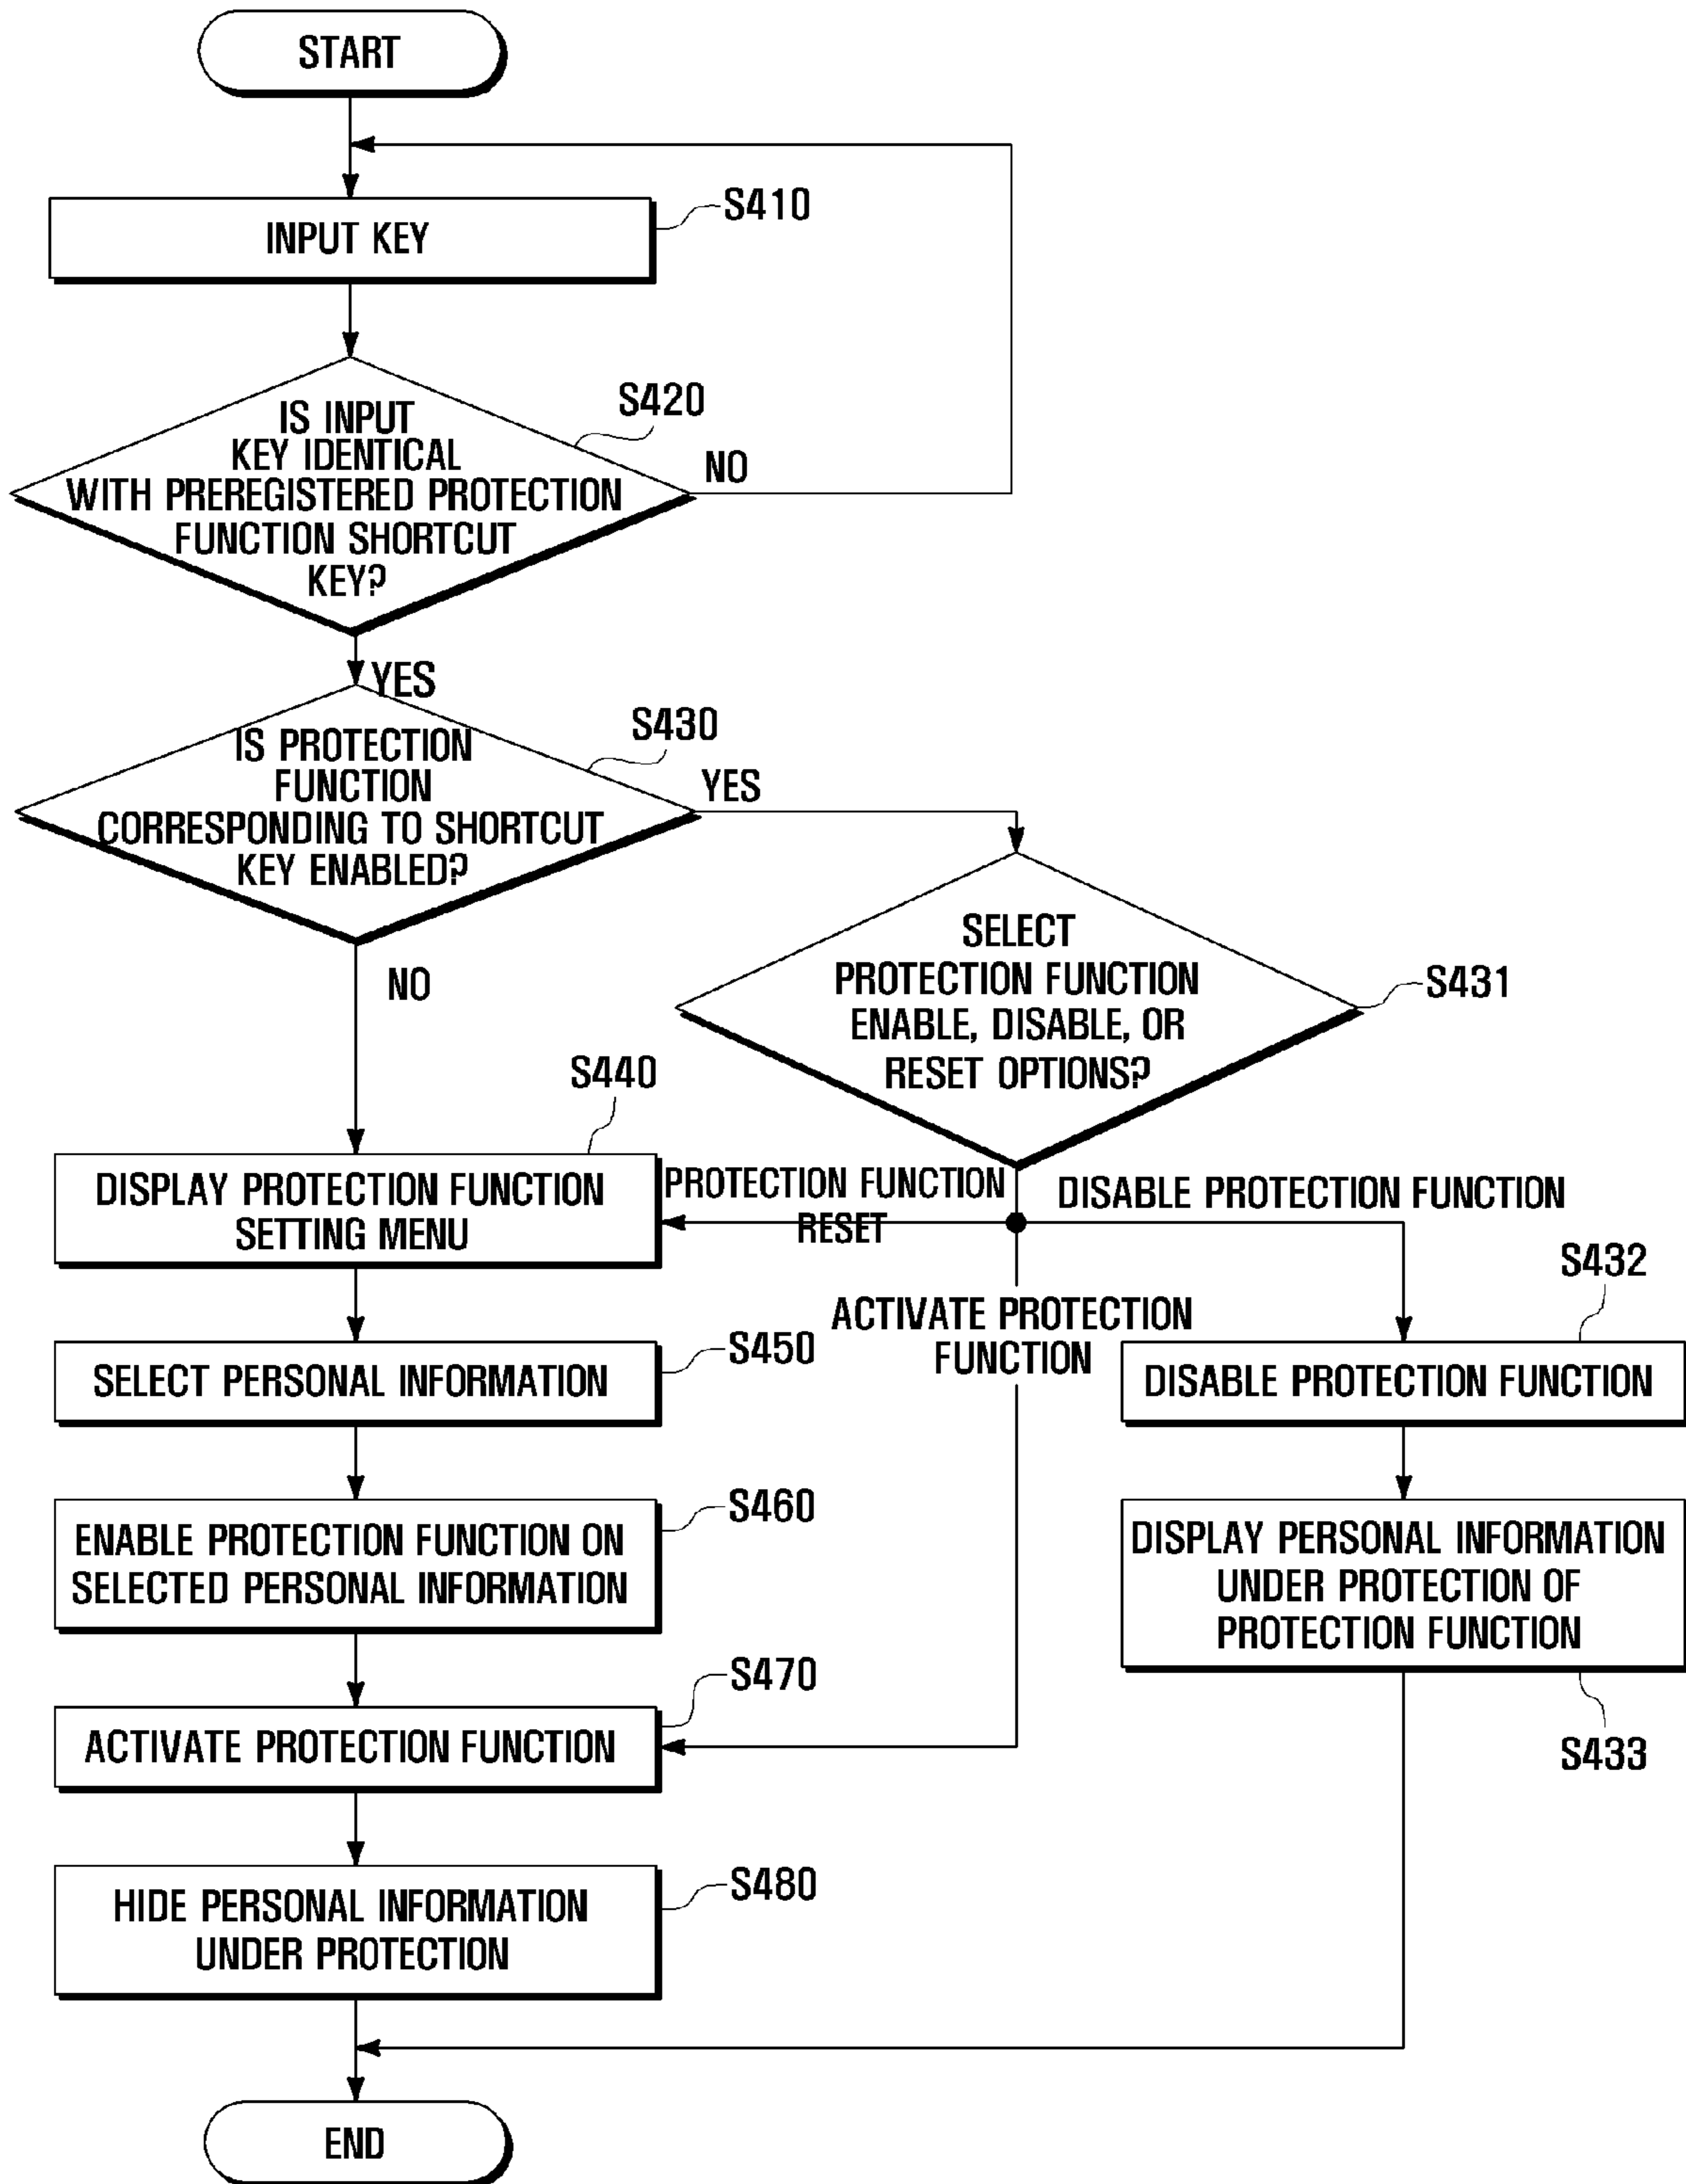 START
S410
INPUT KEY
S420
IS INPUT
KEY IDENTICAL
WITH PREREGISTERED PROTECTION
FUNCTION SHORTCUT
KEY?
NO
YES
S430
IS PROTECTION
FUNCTION
CORRESPONDING TO SHORTCUT
KEY ENABLED?
YES
NO
S431
SELECT
PROTECTION FUNCTION
ENABLE, DISABLE, OR
RESET OPTIONS?
S440
DISPLAY PROTECTION FUNCTION
SETTING MENU
PROTECTION FUNCTION
RESET
DISABLE PROTECTION FUNCTION
ACTIVATE PROTECTION
FUNCTION
S432
DISABLE PROTECTION FUNCTION
S450
SELECT PERSONAL INFORMATION
S460
ENABLE PROTECTION FUNCTION ON
SELECTED PERSONAL INFORMATION
DISPLAY PERSONAL INFORMATION
UNDER PROTECTION OF
PROTECTION FUNCTION
S433
S470
ACTIVATE PROTECTION FUNCTION
S480
HIDE PERSONAL INFORMATION
UNDER PROTECTION
END